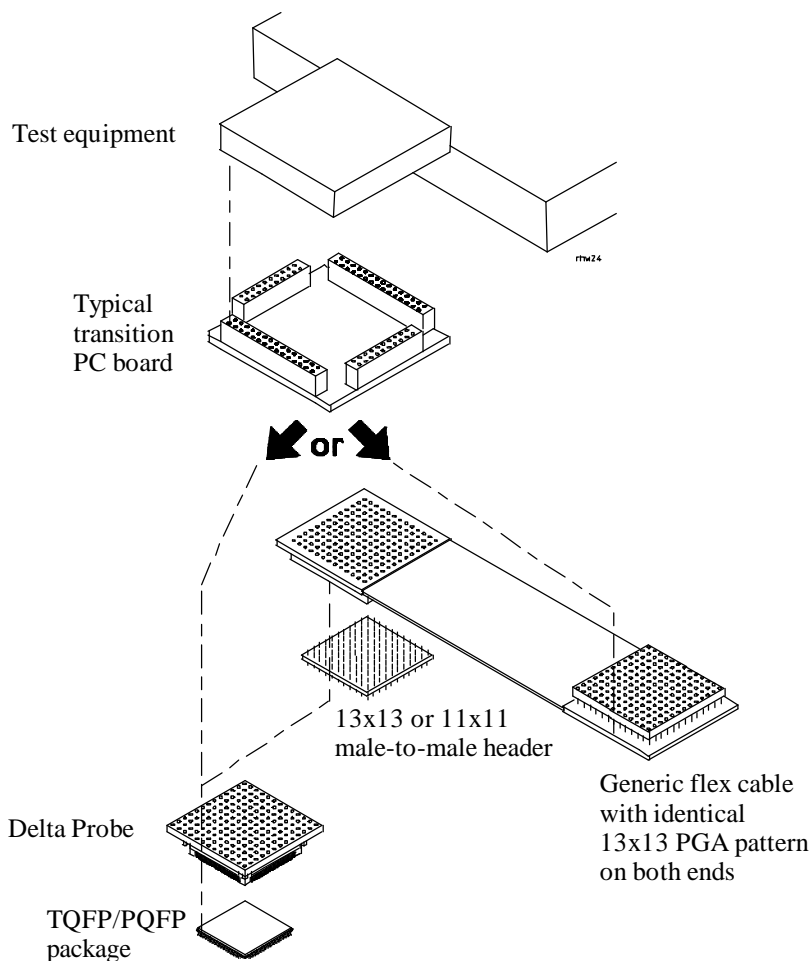 Test equipment
rhw24
Typical
transition
PC board
or
13x13 or 11x11
male-to-male header
Generic flex cable
with identical
13x13 PGA pattern
on both ends
Delta Probe
TQFP/PQFP
package